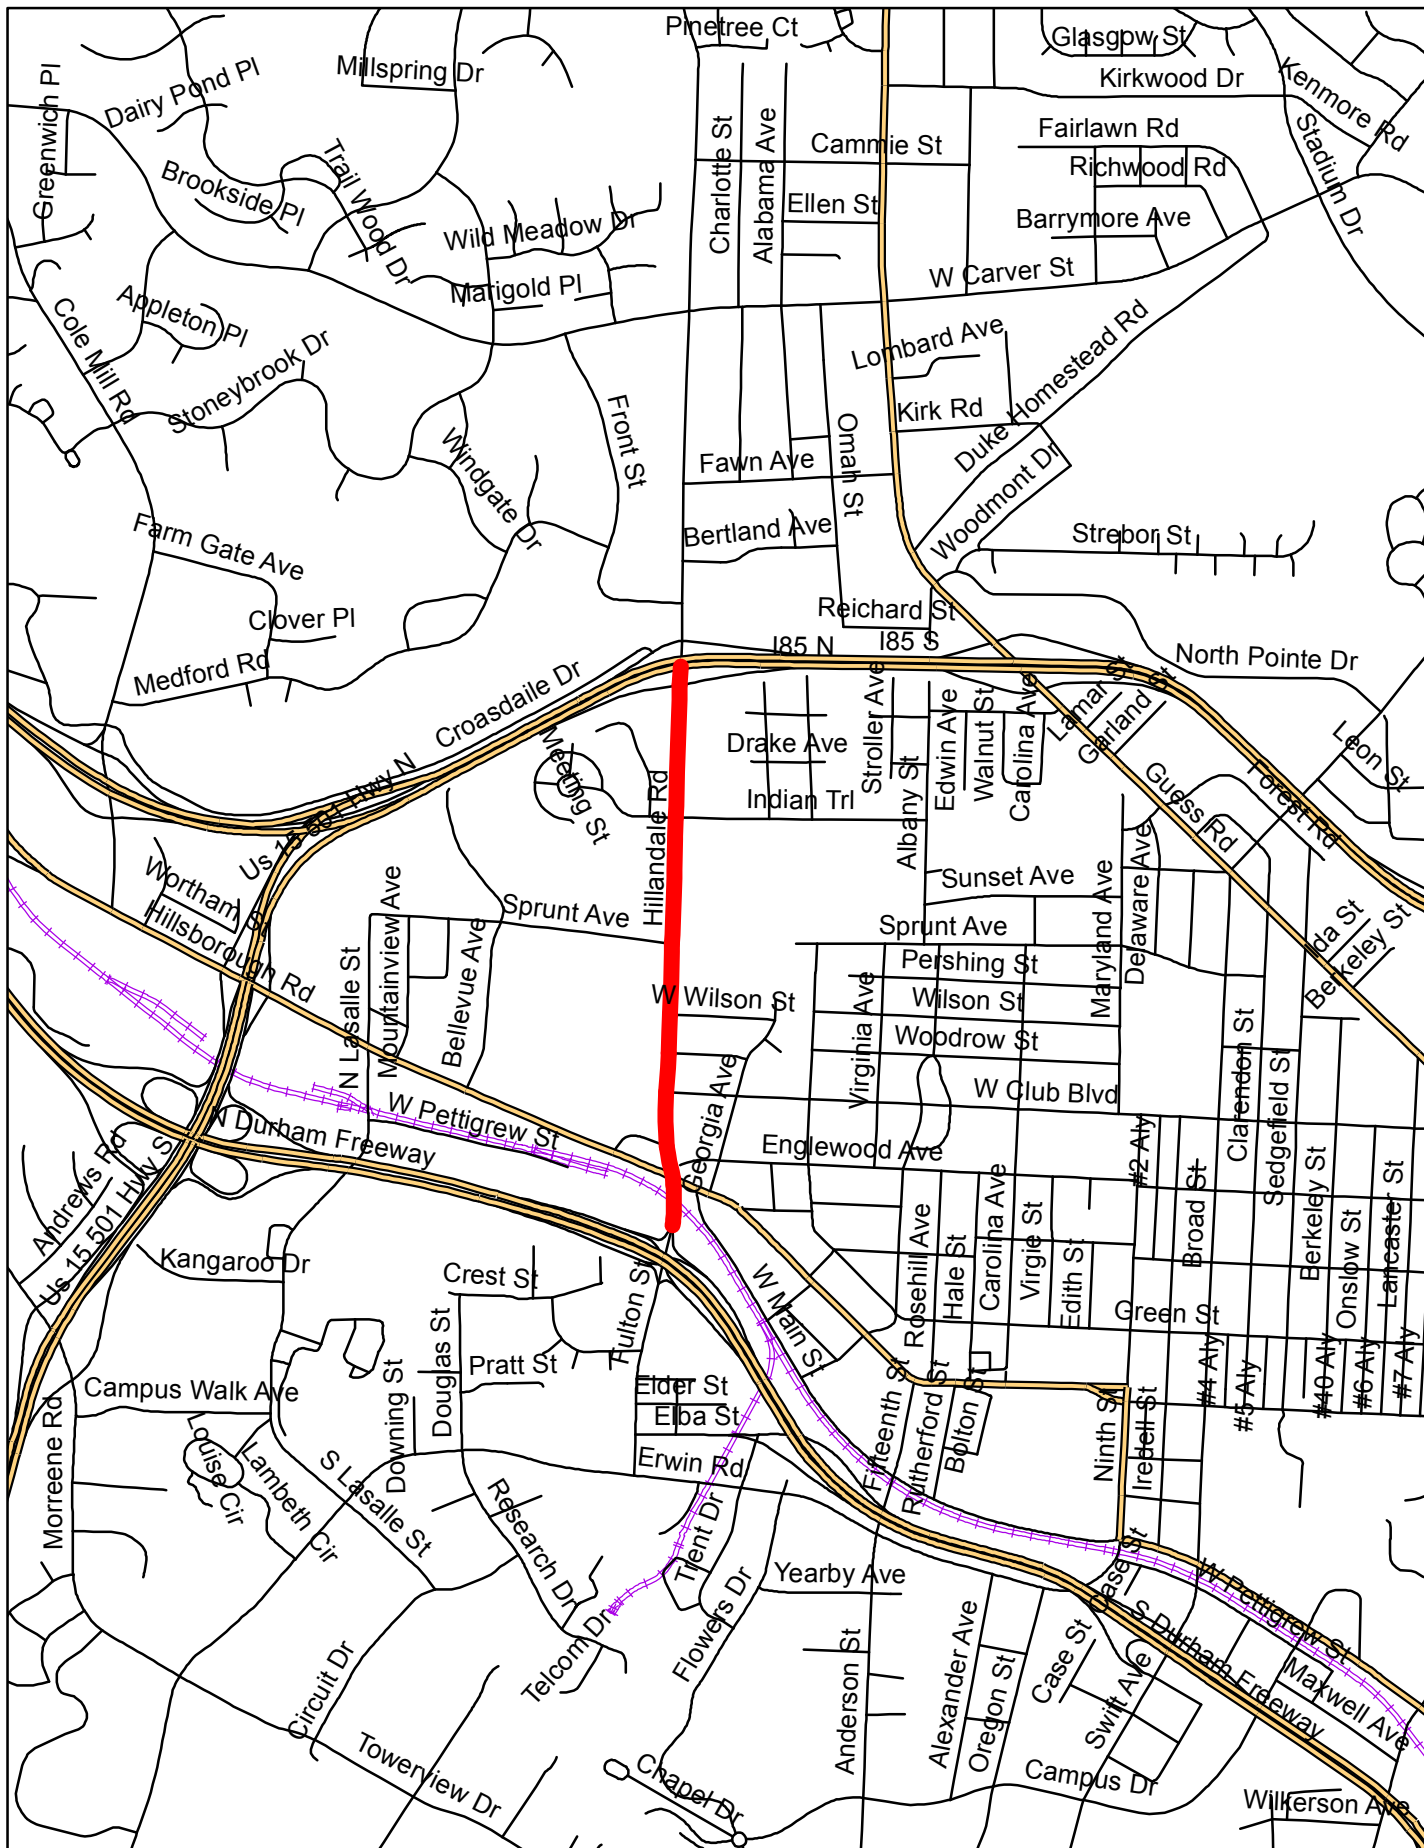 Pinetree Ct
Glasgow St
Millspring Dr
Kirkwood Dr
Kenmore Rd
Dairy Pond Pl
Greenwich Pl
Fairlawn Rd
Cammie St
Charlotte St
Alabama Ave
Stadium Dr
Richwood Rd
Trail Wood Dr
Brookside Pl
Ellen St
Barrymore Ave
Wild Meadow Dr
W Carver St
Marigold Pl
Appleton Pl
Cole Mill Rd
Lombard Ave
Duke Homestead Rd
Stoneybrook Dr
Kirk Rd
Front St
Omah St
Windgate Dr
Fawn Ave
Woodmont Dr
Bertland Ave
Strebor St
Farm Gate Ave
Clover Pl
Reichard St
I85 N
I85 S
North Pointe Dr
Medford Rd
Croasdaile Dr
Lamar St
Garland St
Stroller Ave
Edwin Ave
Walnut St
Carolina Ave
Drake Ave
Meeting St
Leon St
Hillandale Rd
Indian Trl
Albany St
Guess Rd
Forest Rd
Us 15 501 Hwy N
Wortham St
Mountainview Ave
Sunset Ave
Maryland Ave
Delaware Ave
Sprunt Ave
Sprunt Ave
Hillsborough Rd
Bellevue Ave
N Lasalle St
Pershing St
Ida St
Berkeley St
W Wilson St
Wilson St
Virginia Ave
Woodrow St
Clarendon St
Sedgefield St
W Club Blvd
W Pettigrew St
N Durham Freeway
Georgia Ave
Englewood Ave
#2 Aly
Andrews Rd
Us 15 501 Hwy S
Broad St
Berkeley St
Lancaster St
Onslow St
Kangaroo Dr
Crest St
Fulton St
W Main St
Rosehill Ave
Hale St
Carolina Ave
Virgie St
Edith St
Green St
Douglas St
Pratt St
Elder St
Elba St
Campus Walk Ave
Downing St
Fifteenth St
Rutherford St
Bolton St
Ninth St
Iredell St
#4 Aly
#5 Aly
#40 Aly
#6 Aly
#7 Aly
Morreene Rd
Louise Cir
Lambeth Cir
S Lasalle St
Erwin Rd
Research Dr
Trent Dr
Flowers Dr
Yearby Ave
Case St
W Pettigrew St
S Durham Freeway
Telcom Dr
Circuit Dr
Anderson St
Alexander Ave
Oregon St
Case St
Swift Ave
Maxwell Ave
Towerview Dr
Chapel Dr
Campus Dr
Wilkerson Ave